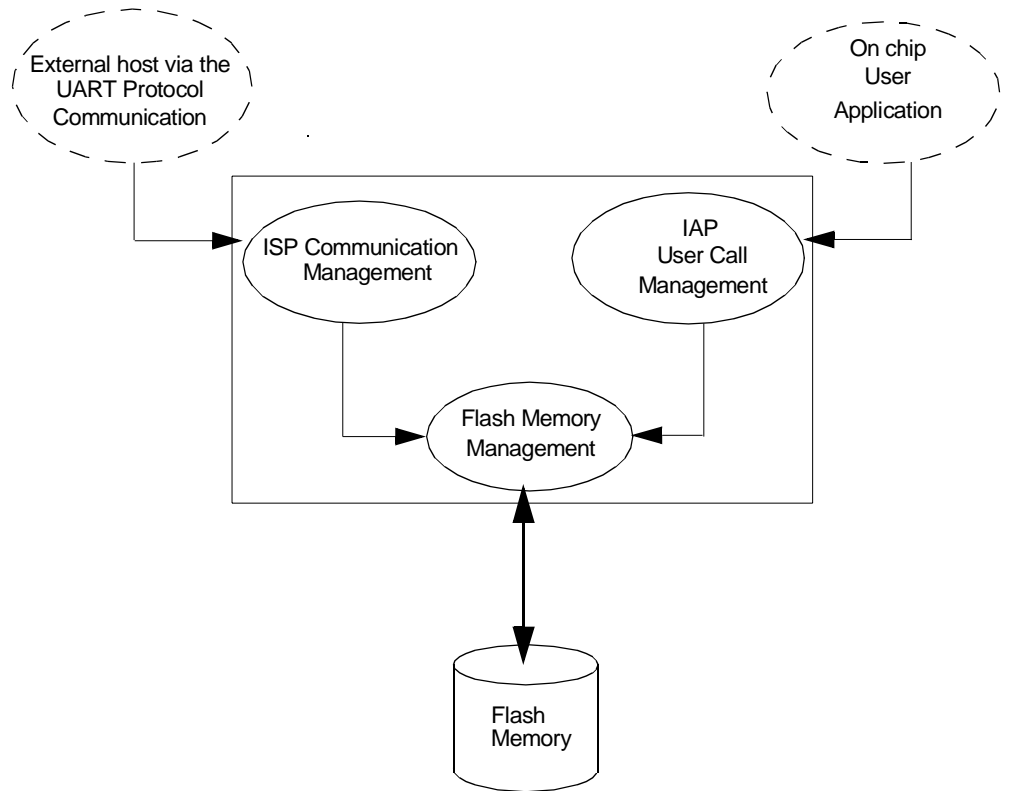 External host via the
UART Protocol
Communication
On chip
User
Application
ISP Communication
Management
IAP
User Call
Management
Flash Memory
Management
Flash
Memory